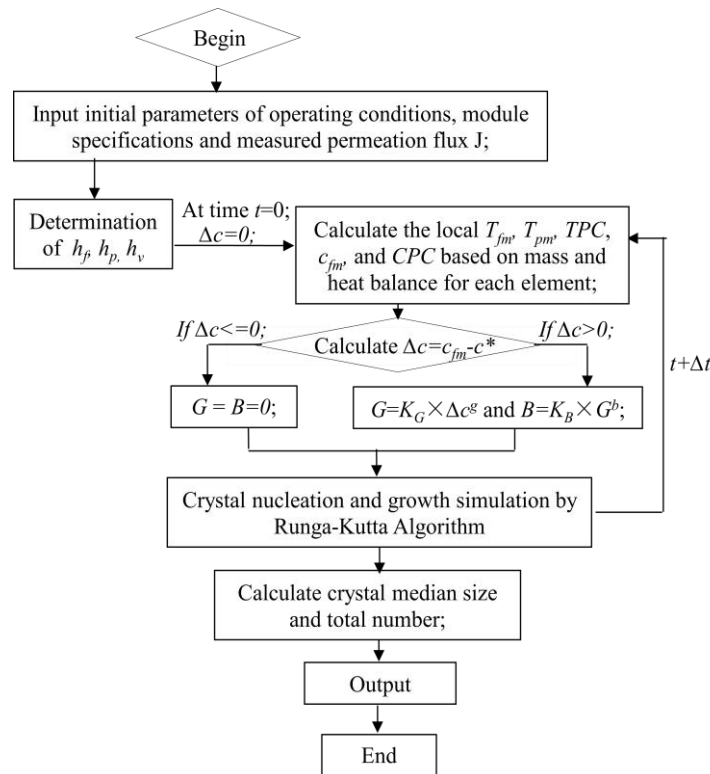 Begin
Input initial parameters of operating conditions, module
specifications and measured permeation flux J;
Determination
of h_f, h_p, h_v
At time t=0;
Δc=0;
Calculate the local T_fm, T_pm, TPC,
c_fm, and CPC based on mass and
heat balance for each element;
If Δc<=0;
Calculate Δc=c_fm-c*
If Δc>0;
t+Δt
G = B=0;
G=K_G×Δc^g and B=K_B×G^b;
Crystal nucleation and growth simulation by
Runga-Kutta Algorithm
Calculate crystal median size
and total number;
Output
End